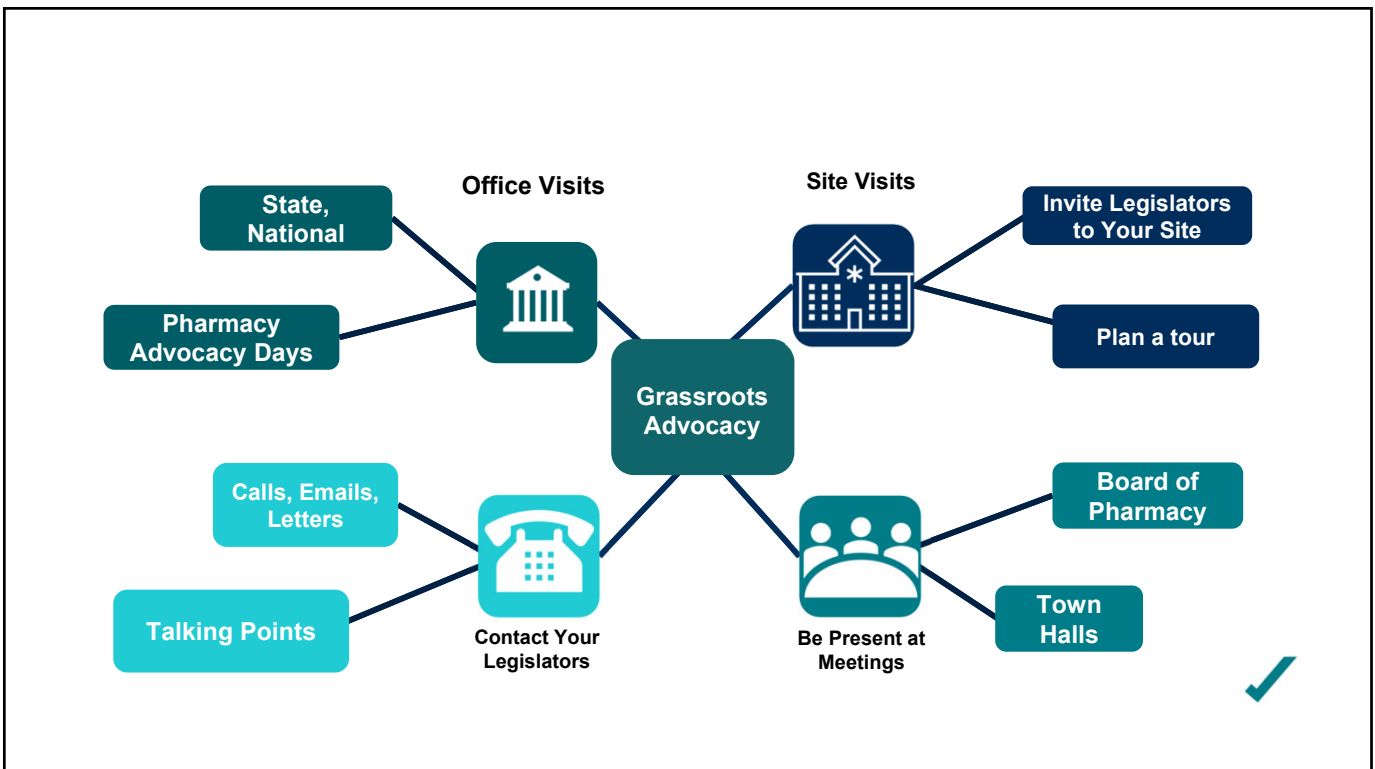 Office Visits
State,
National
Pharmacy
Advocacy Days
Site Visits
Invite Legislators
to Your Site
Plan a tour
Grassroots
Advocacy
Calls, Emails,
Letters
Talking Points
Contact Your
Legislators
Board of
Pharmacy
Town
Halls
Be Present at
Meetings